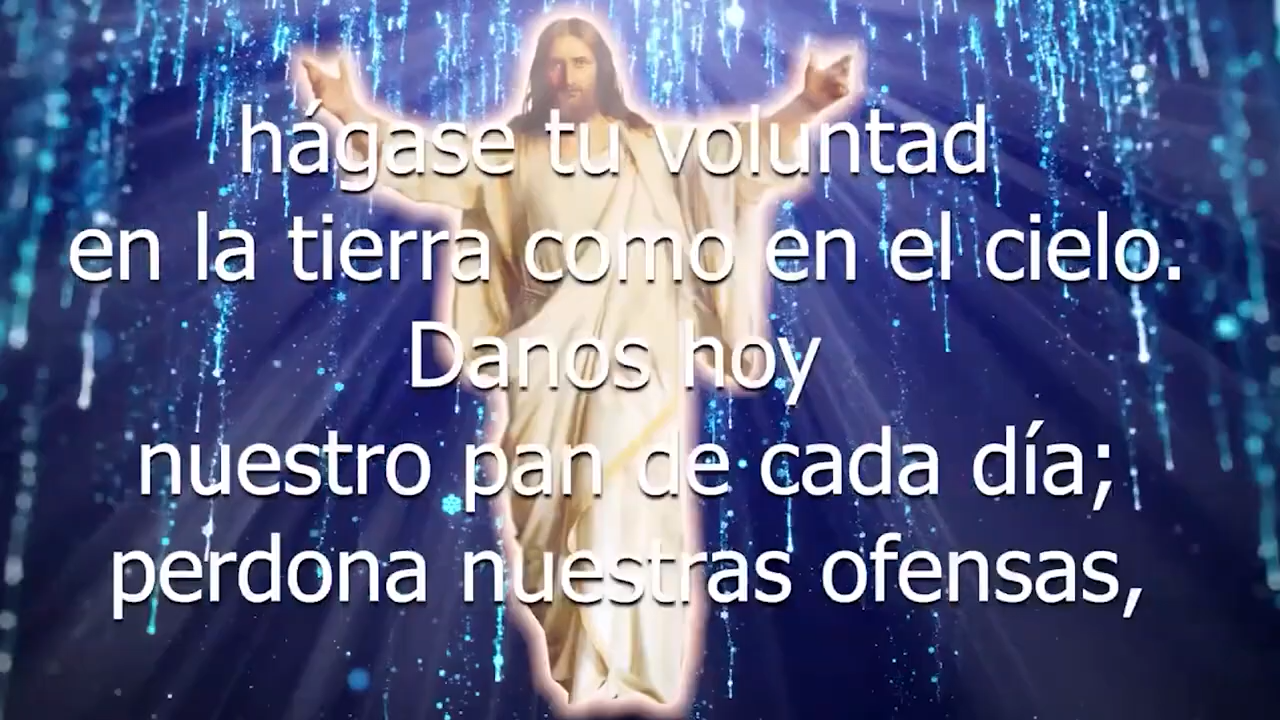 hágase tu voluntad
en la tierra como en el cielo.
Danos hoy
nuestro pan de cada día;
perdona nuestras ofensas,